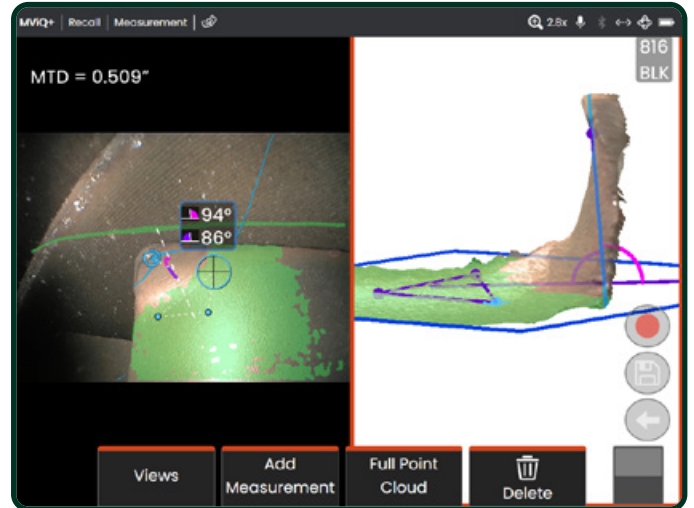 MViQ+ | Recall | Measurement
2.8x
816
BLK
MTD = 0.509"
94°
86°
Views
Add
Measurement
Full Point
Cloud
Delete